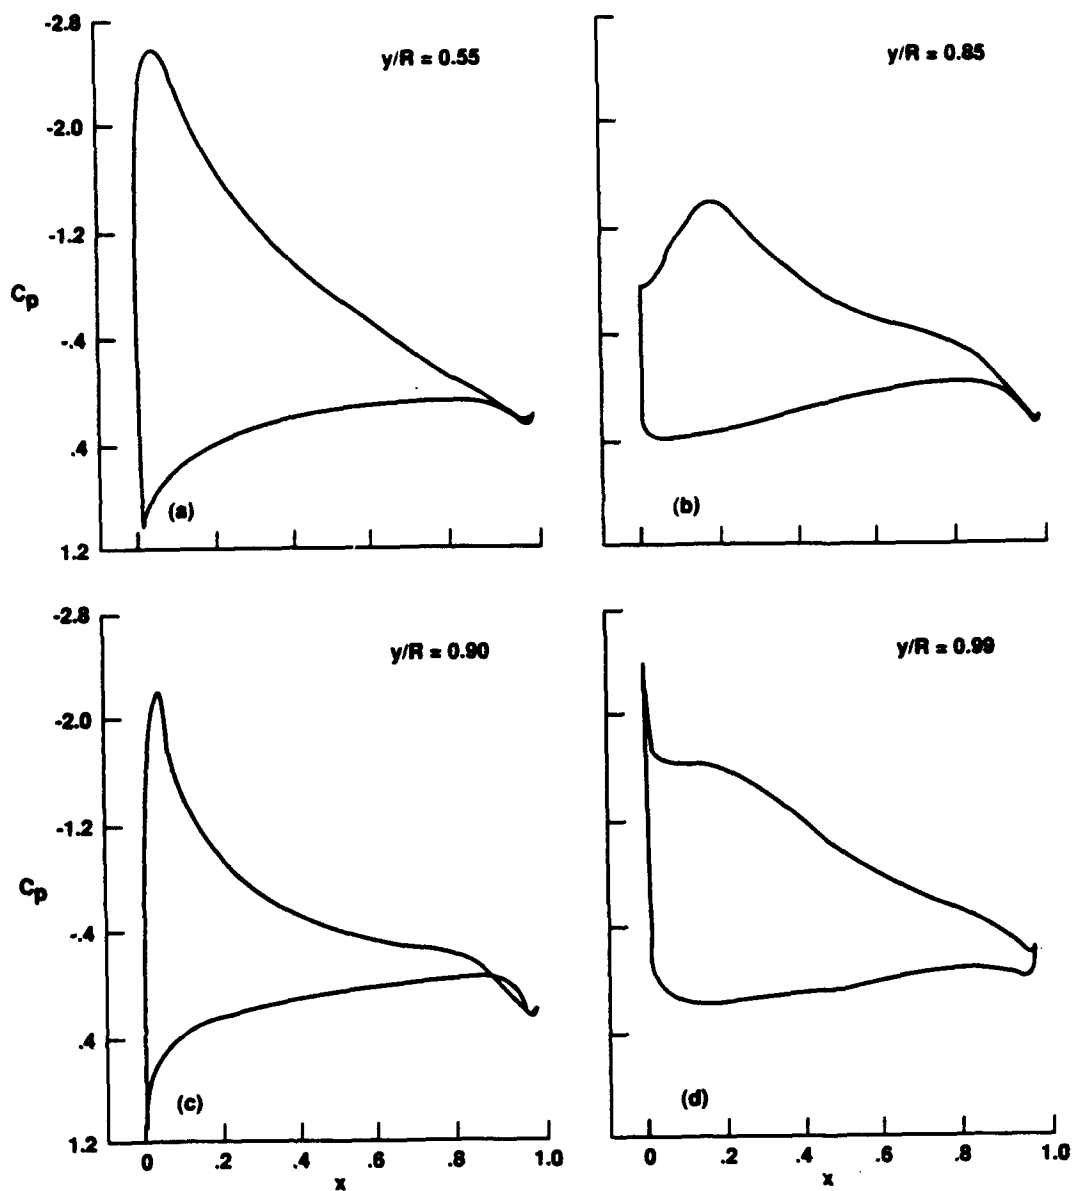 -2.8
y/R = 0.55
-2.0
-1.2
Cp
-.4
.4
(a)
1.2
y/R = 0.85
(b)
-2.8
y/R = 0.90
-2.0
-1.2
Cp
-.4
.4
(c)
1.2
0 .2 .4 .6 .8 1.0
x
y/R = 0.99
(d)
0 .2 .4 .6 .8 1.0
x